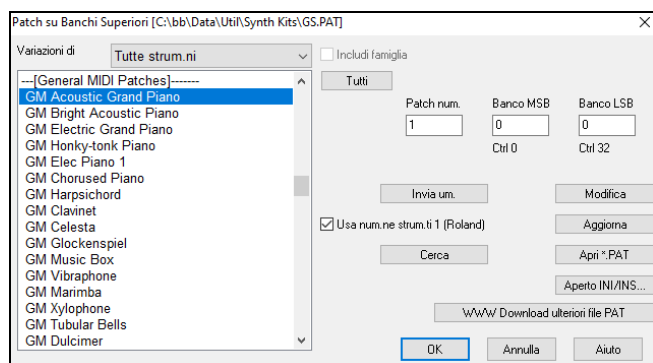 Patch su Banchi Superiori [C:\bb\Data\Util\Synth Kits\GS.PAT]
Variazioni di
Tutte strum.ni
Includi famiglia
Tutti
---[General MIDI Patches]-------
GM Acoustic Grand Piano
GM Bright Acoustic Piano
GM Electric Grand Piano
GM Honky-tonk Piano
GM Elec Piano 1
GM Chorused Piano
GM Harpsichord
GM Clavinet
GM Celesta
GM Glockenspiel
GM Music Box
GM Vibraphone
GM Marimba
GM Xylophone
GM Tubular Bells
GM Dulcimer
Patch num. Banco MSB Banco LSB
1 0 0
Ctrl 0 Ctrl 32
Invia um. Modifica
Usa num.ne strum.ti 1 (Roland) Aggiorna
Cerca Apri *.PAT
Aperto INI/INS...
WWW Download ulteriori file PAT
OK Annulla Aiuto